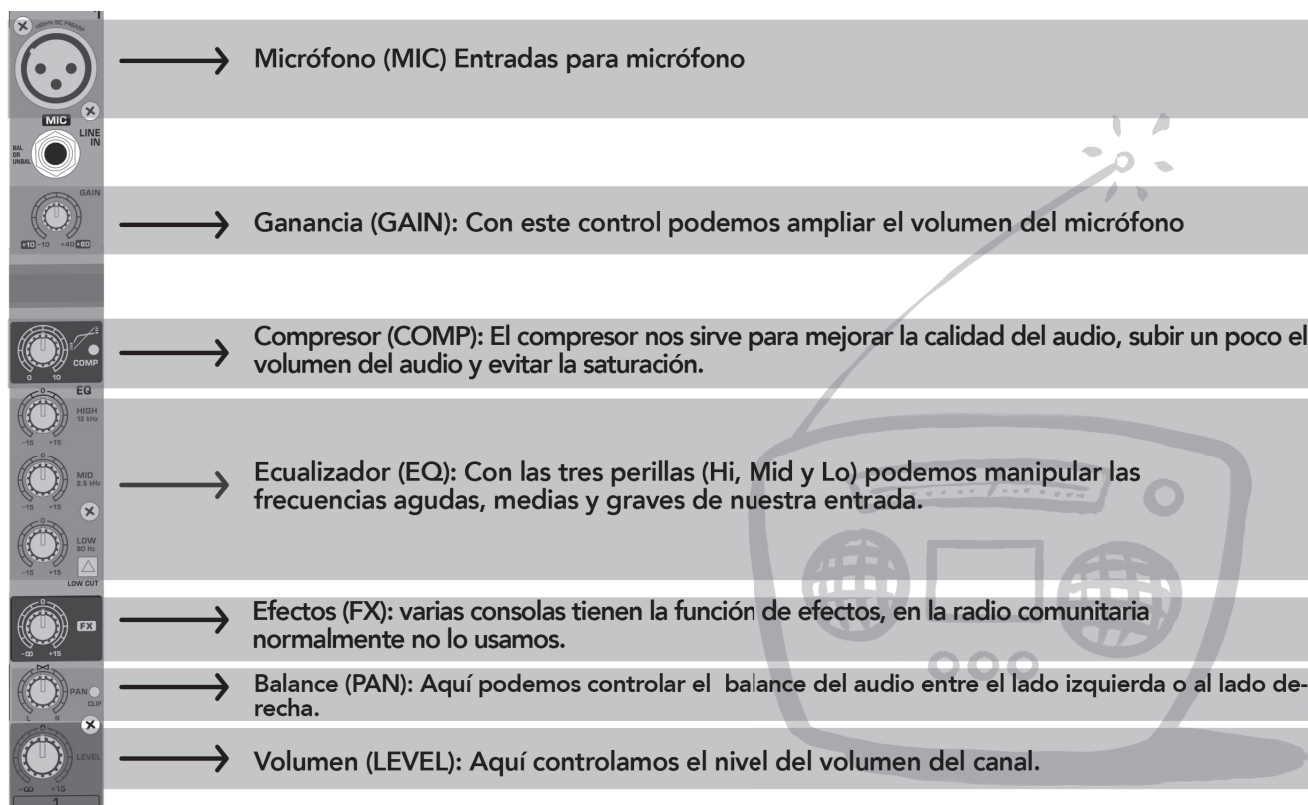 1
Micrófono (MIC) Entradas para micrófono
MIC
LINE
IN
BAL
OR
UNBAL
GAIN
+10 -10 +40 +60
Ganancia (GAIN): Con este control podemos ampliar el volumen del micrófono
COMP
0 10
Compresor (COMP): El compresor nos sirve para mejorar la calidad del audio, subir un poco el
volumen del audio y evitar la saturación.
EQ
0
HIGH
12 kHz
-15 +15
0
MID
2.5 kHz
-15 +15
Ecualizador (EQ): Con las tres perillas (Hi, Mid y Lo) podemos manipular las
frecuencias agudas, medias y graves de nuestra entrada.
0
LOW
80 Hz
-15 +15
LOW CUT
0
FX
-∞ +15
Efectos (FX): varias consolas tienen la función de efectos, en la radio comunitaria
normalmente no lo usamos.
PAN
CLIP
L R
Balance (PAN): Aquí podemos controlar el balance del audio entre el lado izquierda o al lado de-
recha.
0
LEVEL
-∞ +15
Volumen (LEVEL): Aquí controlamos el nivel del volumen del canal.
1